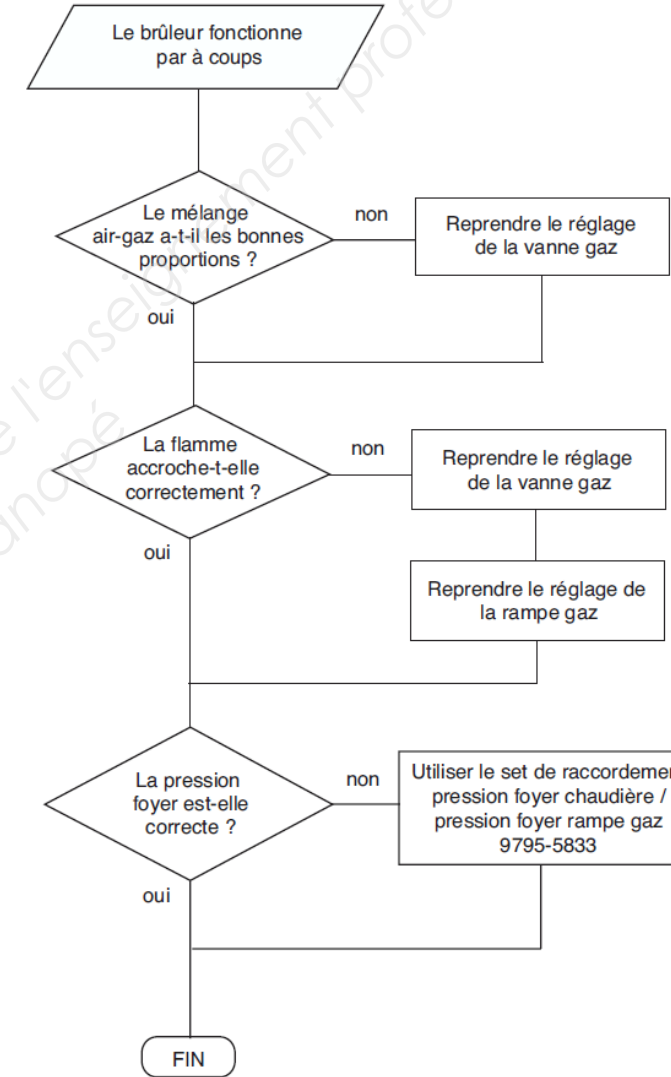 Le brûleur fonctionne
par à coups
Le mélange
air-gaz a-t-il les bonnes
proportions ?
non
Reprendre le réglage
de la vanne gaz
oui
La flamme
accroche-t-elle
correctement ?
non
Reprendre le réglage
de la vanne gaz
oui
Reprendre le réglage de
la rampe gaz
La pression
foyer est-elle
correcte ?
non
Utiliser le set de raccordemen
pression foyer chaudière /
pression foyer rampe gaz
9795-5833
oui
FIN
e l'enseignement profe
dnopé